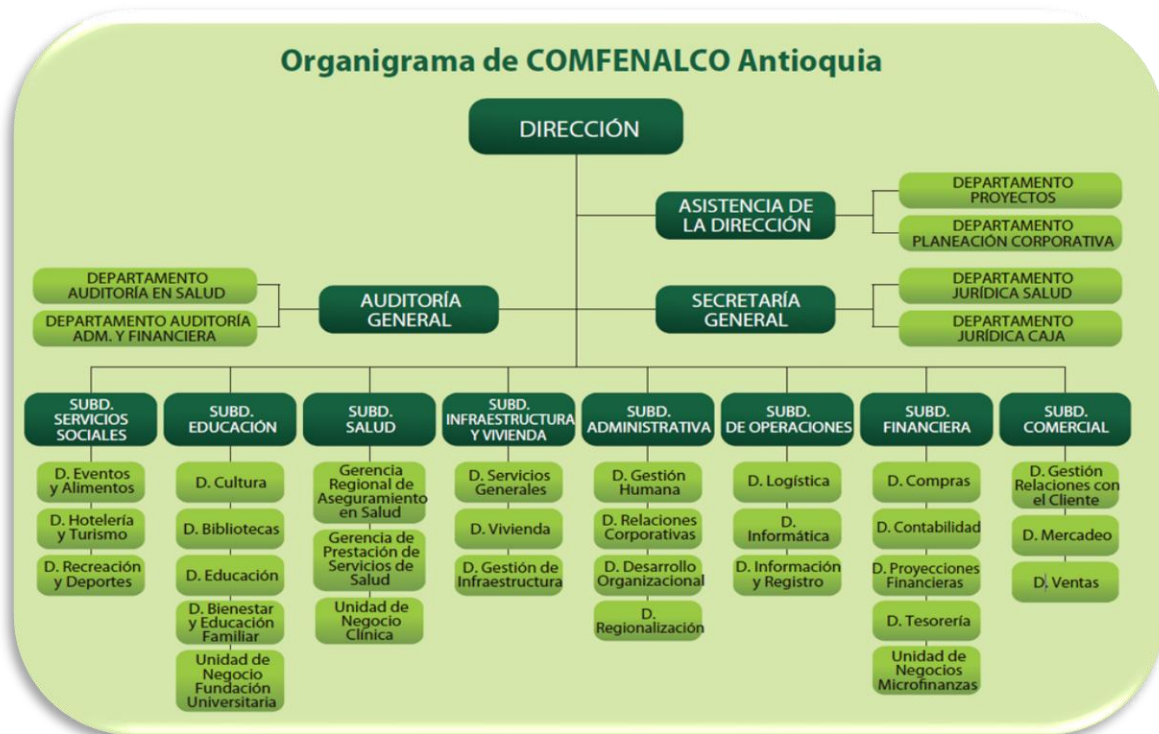 Organigrama de COMFENALCO Antioquia
DIRECCIÓN
ASISTENCIA DE
LA DIRECCIÓN
DEPARTAMENTO
PROYECTOS
DEPARTAMENTO
PLANEACIÓN CORPORATIVA
DEPARTAMENTO
AUDITORÍA EN SALUD
DEPARTAMENTO AUDITORÍA
ADM. Y FINANCIERA
AUDITORÍA
GENERAL
SECRETARÍA
GENERAL
DEPARTAMENTO
JURÍDICA SALUD
DEPARTAMENTO
JURÍDICA CAJA
SUBD.
SERVICIOS
SOCIALES
D. Eventos
y Alimentos
D. Hotelería
y Turismo
D. Recreación
y Deportes
SUBD.
EDUCACIÓN
D. Cultura
D. Bibliotecas
D. Educación
D. Bienestar
y Educación
Familiar
Unidad de
Negocio
Fundación
Universitaria
SUBD.
SALUD
Gerencia
Regional de
Aseguramiento
en Salud
Gerencia de
Prestación de
Servicios de
Salud
Unidad de
Negocio
Clínica
SUBD.
INFRAESTRUCTURA
Y VIVIENDA
D. Servicios
Generales
D. Vivienda
D. Gestión de
Infraestructura
SUBD.
ADMINISTRATIVA
D. Gestión
Humana
D. Relaciones
Corporativas
D. Desarrollo
Organizacional
D.
Regionalización
SUBD.
DE OPERACIONES
D. Logística
D.
Informática
D. Información
y Registro
SUBD.
FINANCIERA
D. Compras
D. Contabilidad
D. Proyecciones
Financieras
D. Tesorería
Unidad de
Negocios
Microfinanzas
SUBD.
COMERCIAL
D. Gestión
Relaciones con
el Cliente
D. Mercadeo
D. Ventas